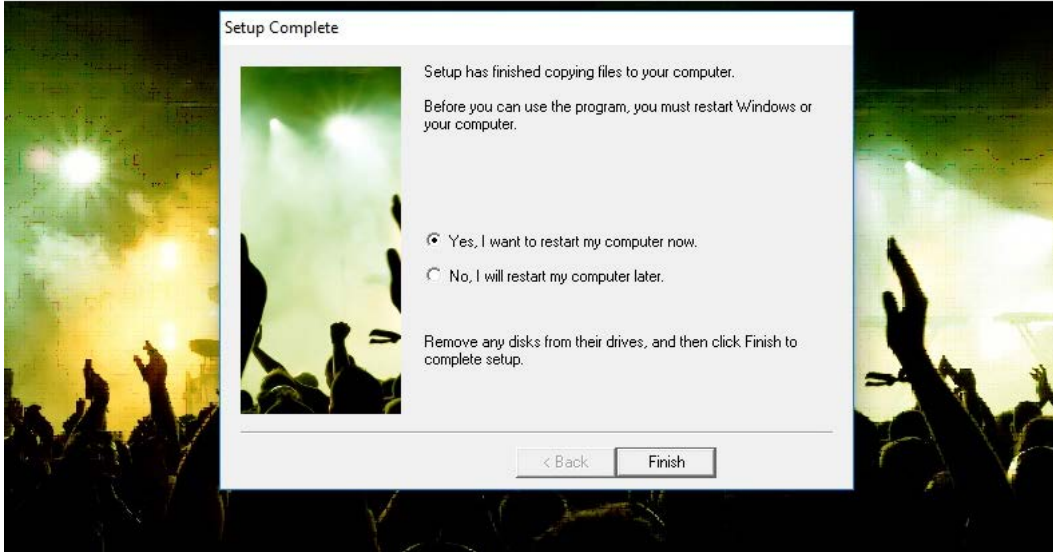 Setup Complete
Setup has finished copying files to your computer.
Before you can use the program, you must restart Windows or
your computer.
Yes, I want to restart my computer now.
No, I will restart my computer later.
Remove any disks from their drives, and then click Finish to
complete setup.
< Back
Finish